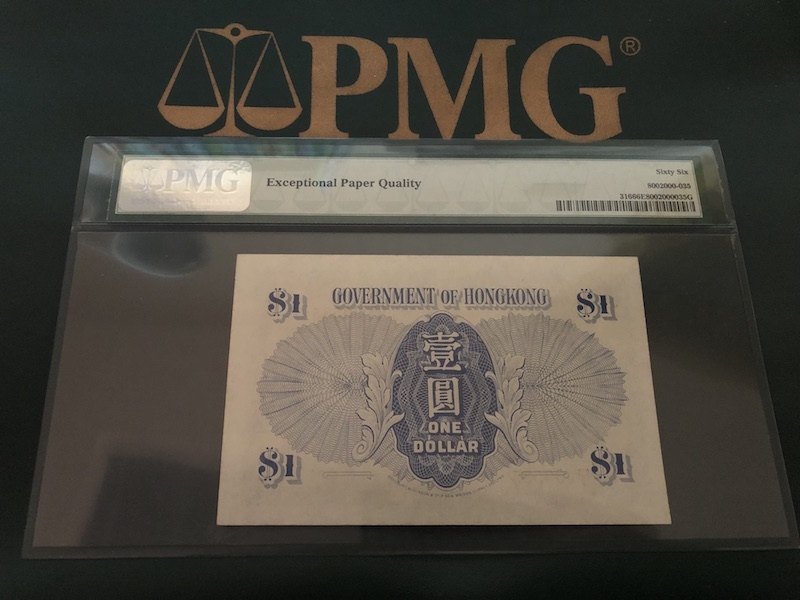 PMG®
PMG
Exceptional Paper Quality
Sixty Six
8002000-035
31666E8002000035G
$1 GOVERNMENT OF HONGKONG $1
壹
圓
ONE
DOLLAR
$1 $1